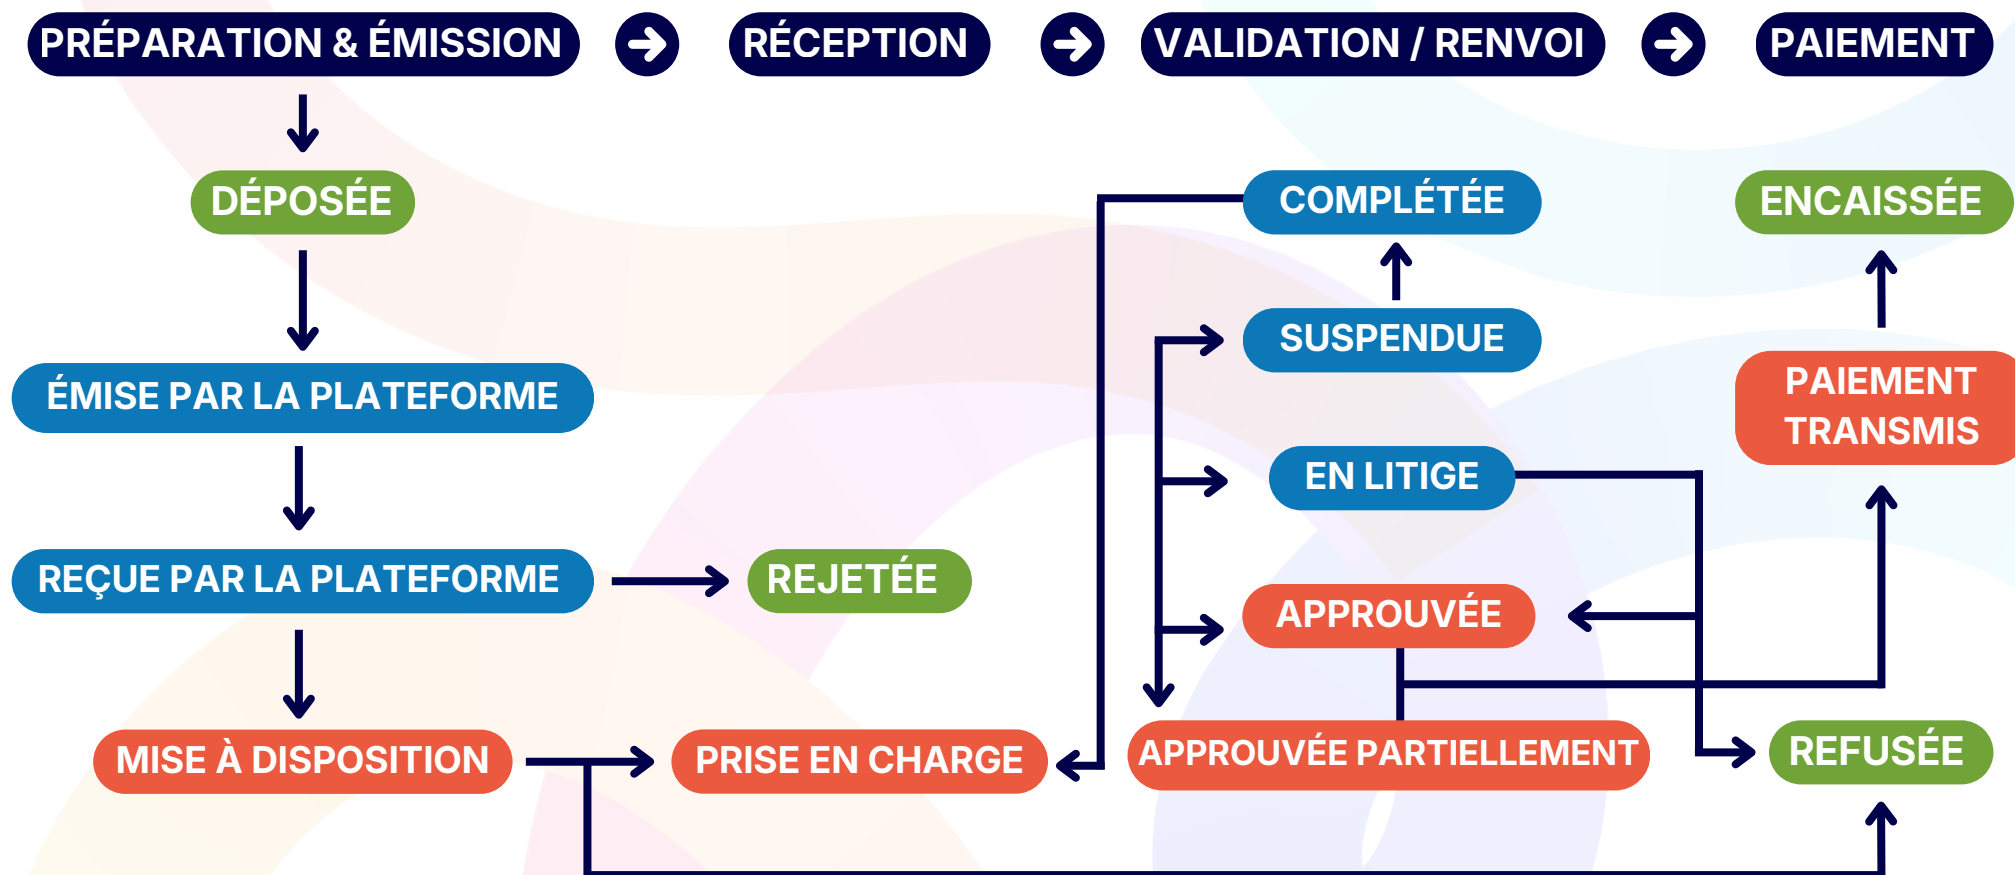 PRÉPARATION & ÉMISSION
RÉCEPTION
VALIDATION / RENVOI
PAIEMENT
DÉPOSÉE
COMPLÉTÉE
ENCAISSÉE
SUSPENDUE
ÉMISE PAR LA PLATEFORME
PAIEMENT
TRANSMIS
EN LITIGE
REÇUE PAR LA PLATEFORME
REJETÉE
APPROUVÉE
MISE À DISPOSITION
PRISE EN CHARGE
APPROUVÉE PARTIELLEMENT
REFUSÉE